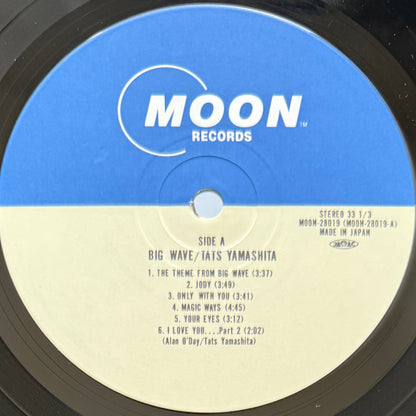 MOON
TM
RECORDS
STEREO 33 1/3
MOON-28019 (MOON-28019-A)
MADE IN JAPAN
SIDE A
BIG WAVE/TATS YAMASHITA
1. THE THEME FROM BIG WAVE (3:37)
2. JODY (3:49)
3. ONLY WITH YOU (3:41)
4. MAGIC WAYS (4:45)
5. YOUR EYES (3:12)
6. I LOVE YOU....Part 2 (2:02)
(Alan O'Day/Tats Yamashita)